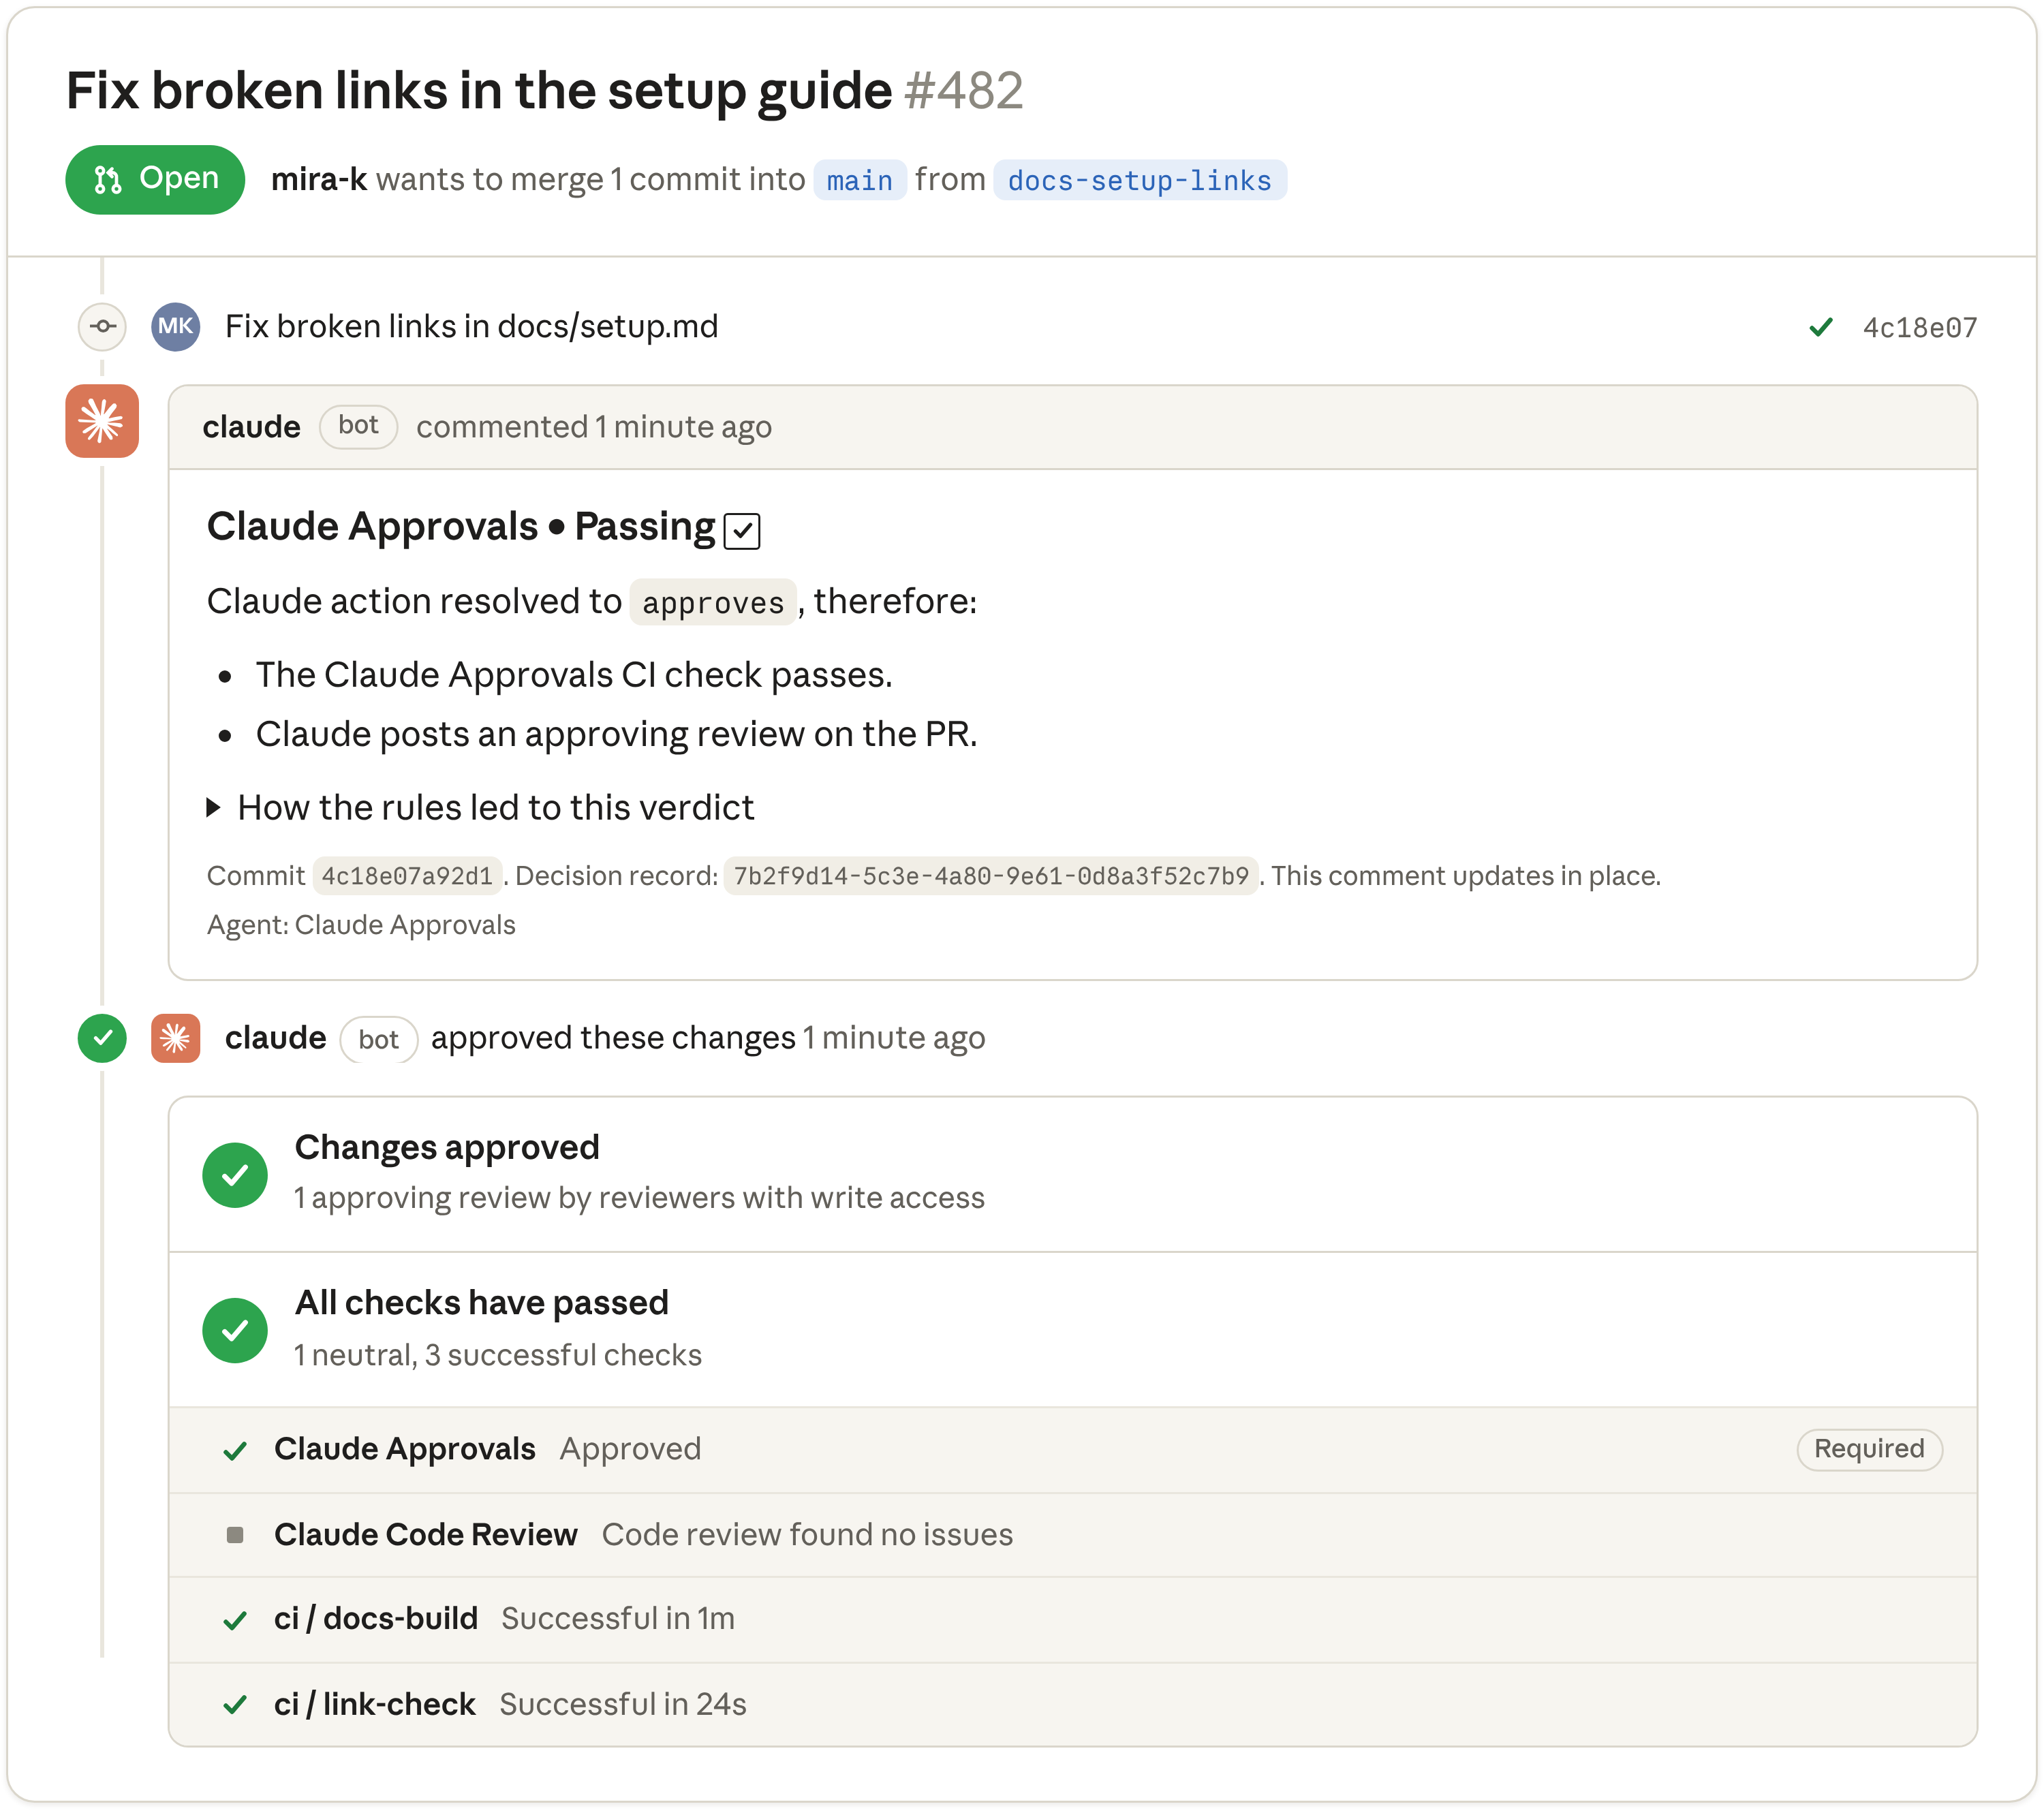 Fix broken links in the setup guide #482
Open mira-k wants to merge 1 commit into main from docs-setup-links
MK Fix broken links in docs/setup.md 4c18e07
claude bot commented 1 minute ago
Claude Approvals • Passing
Claude action resolved to approves, therefore:
• The Claude Approvals CI check passes.
• Claude posts an approving review on the PR.
How the rules led to this verdict
Commit 4c18e07a92d1. Decision record: 7b2f9d14-5c3e-4a80-9e61-0d8a3f52c7b9. This comment updates in place.
Agent: Claude Approvals
claude bot approved these changes 1 minute ago
Changes approved
1 approving review by reviewers with write access
All checks have passed
1 neutral, 3 successful checks
Claude Approvals Approved Required
Claude Code Review Code review found no issues
ci / docs-build Successful in 1m
ci / link-check Successful in 24s